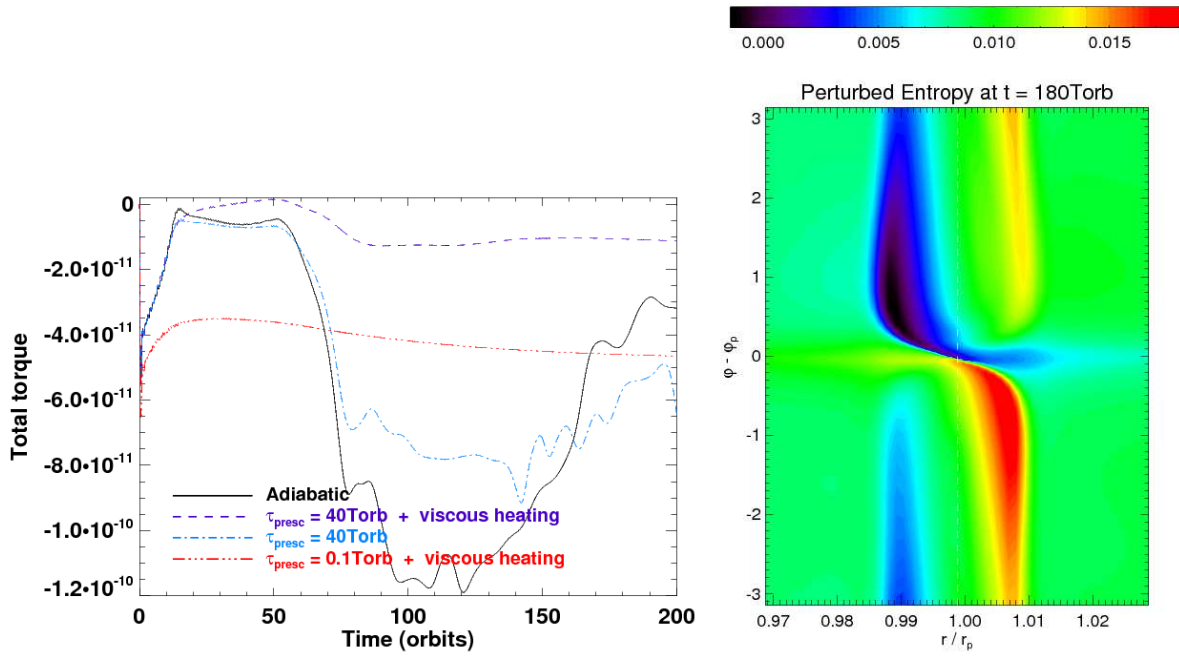 0.000 0.005 0.010 0.015
Perturbed Entropy at t = 180Torb
3
2
1
0
-1
-2
-3
φ - φp
0.97 0.98 0.99 1.00 1.01 1.02
r / rp
0
-2.0•10-11
-4.0•10-11
-6.0•10-11
-8.0•10-11
-1.0•10-10
-1.2•10-10
Total torque
Adiabatic
τpresc = 40Torb + viscous heating
τpresc = 40Torb
τpresc = 0.1Torb + viscous heating
0 50 100 150 200
Time (orbits)